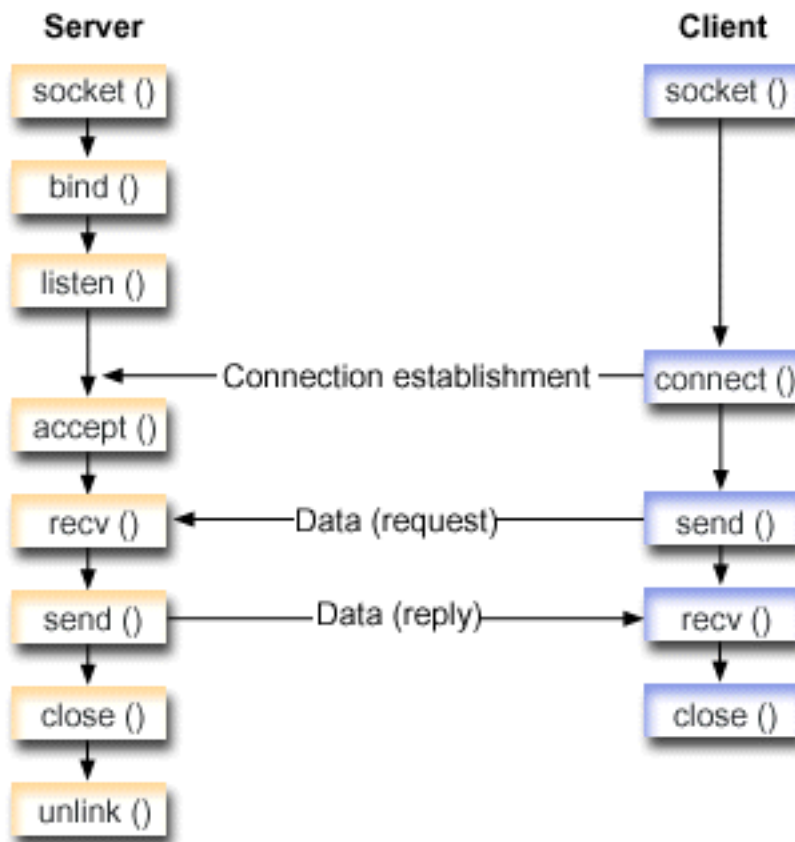 Server
Client
socket ()
socket ()
bind ()
listen ()
Connection establishment
connect ()
accept ()
recv ()
Data (request)
send ()
send ()
Data (reply)
recv ()
close ()
close ()
unlink ()